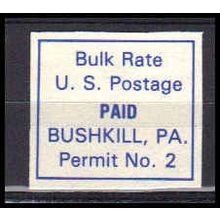 Bulk Rate
U. S. Postage
PAID
BUSHKILL, PA.
Permit No. 2